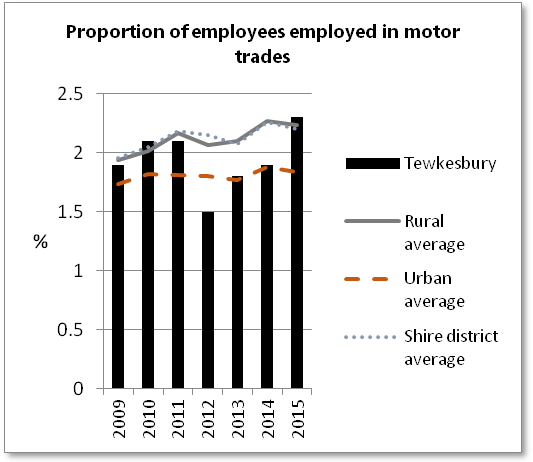 Proportion of employees employed in motor
trades
2.5
2
1.5
1
0.5
0
%
2009
2010
2011
2012
2013
2014
2015
Tewkesbury
Rural
average
Urban
average
Shire district
average